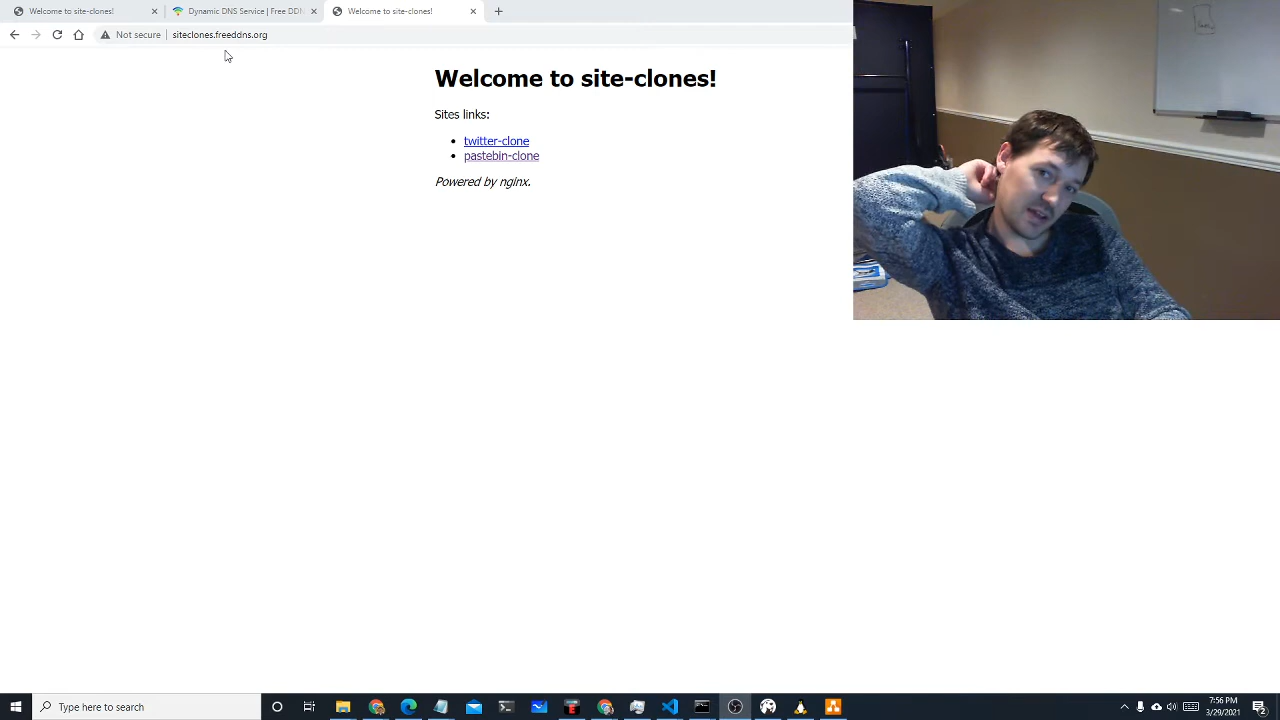 Welcome to site-clones!
Dynamic DNS Service | Free DDN
Welcome to site-clones!
Not secure
siteclones.freeddns.org
Welcome to site-clones!
Sites links:
twitter-clone
pastebin-clone
Powered by nginx.
Type here to search
7:56 PM
3/29/2021